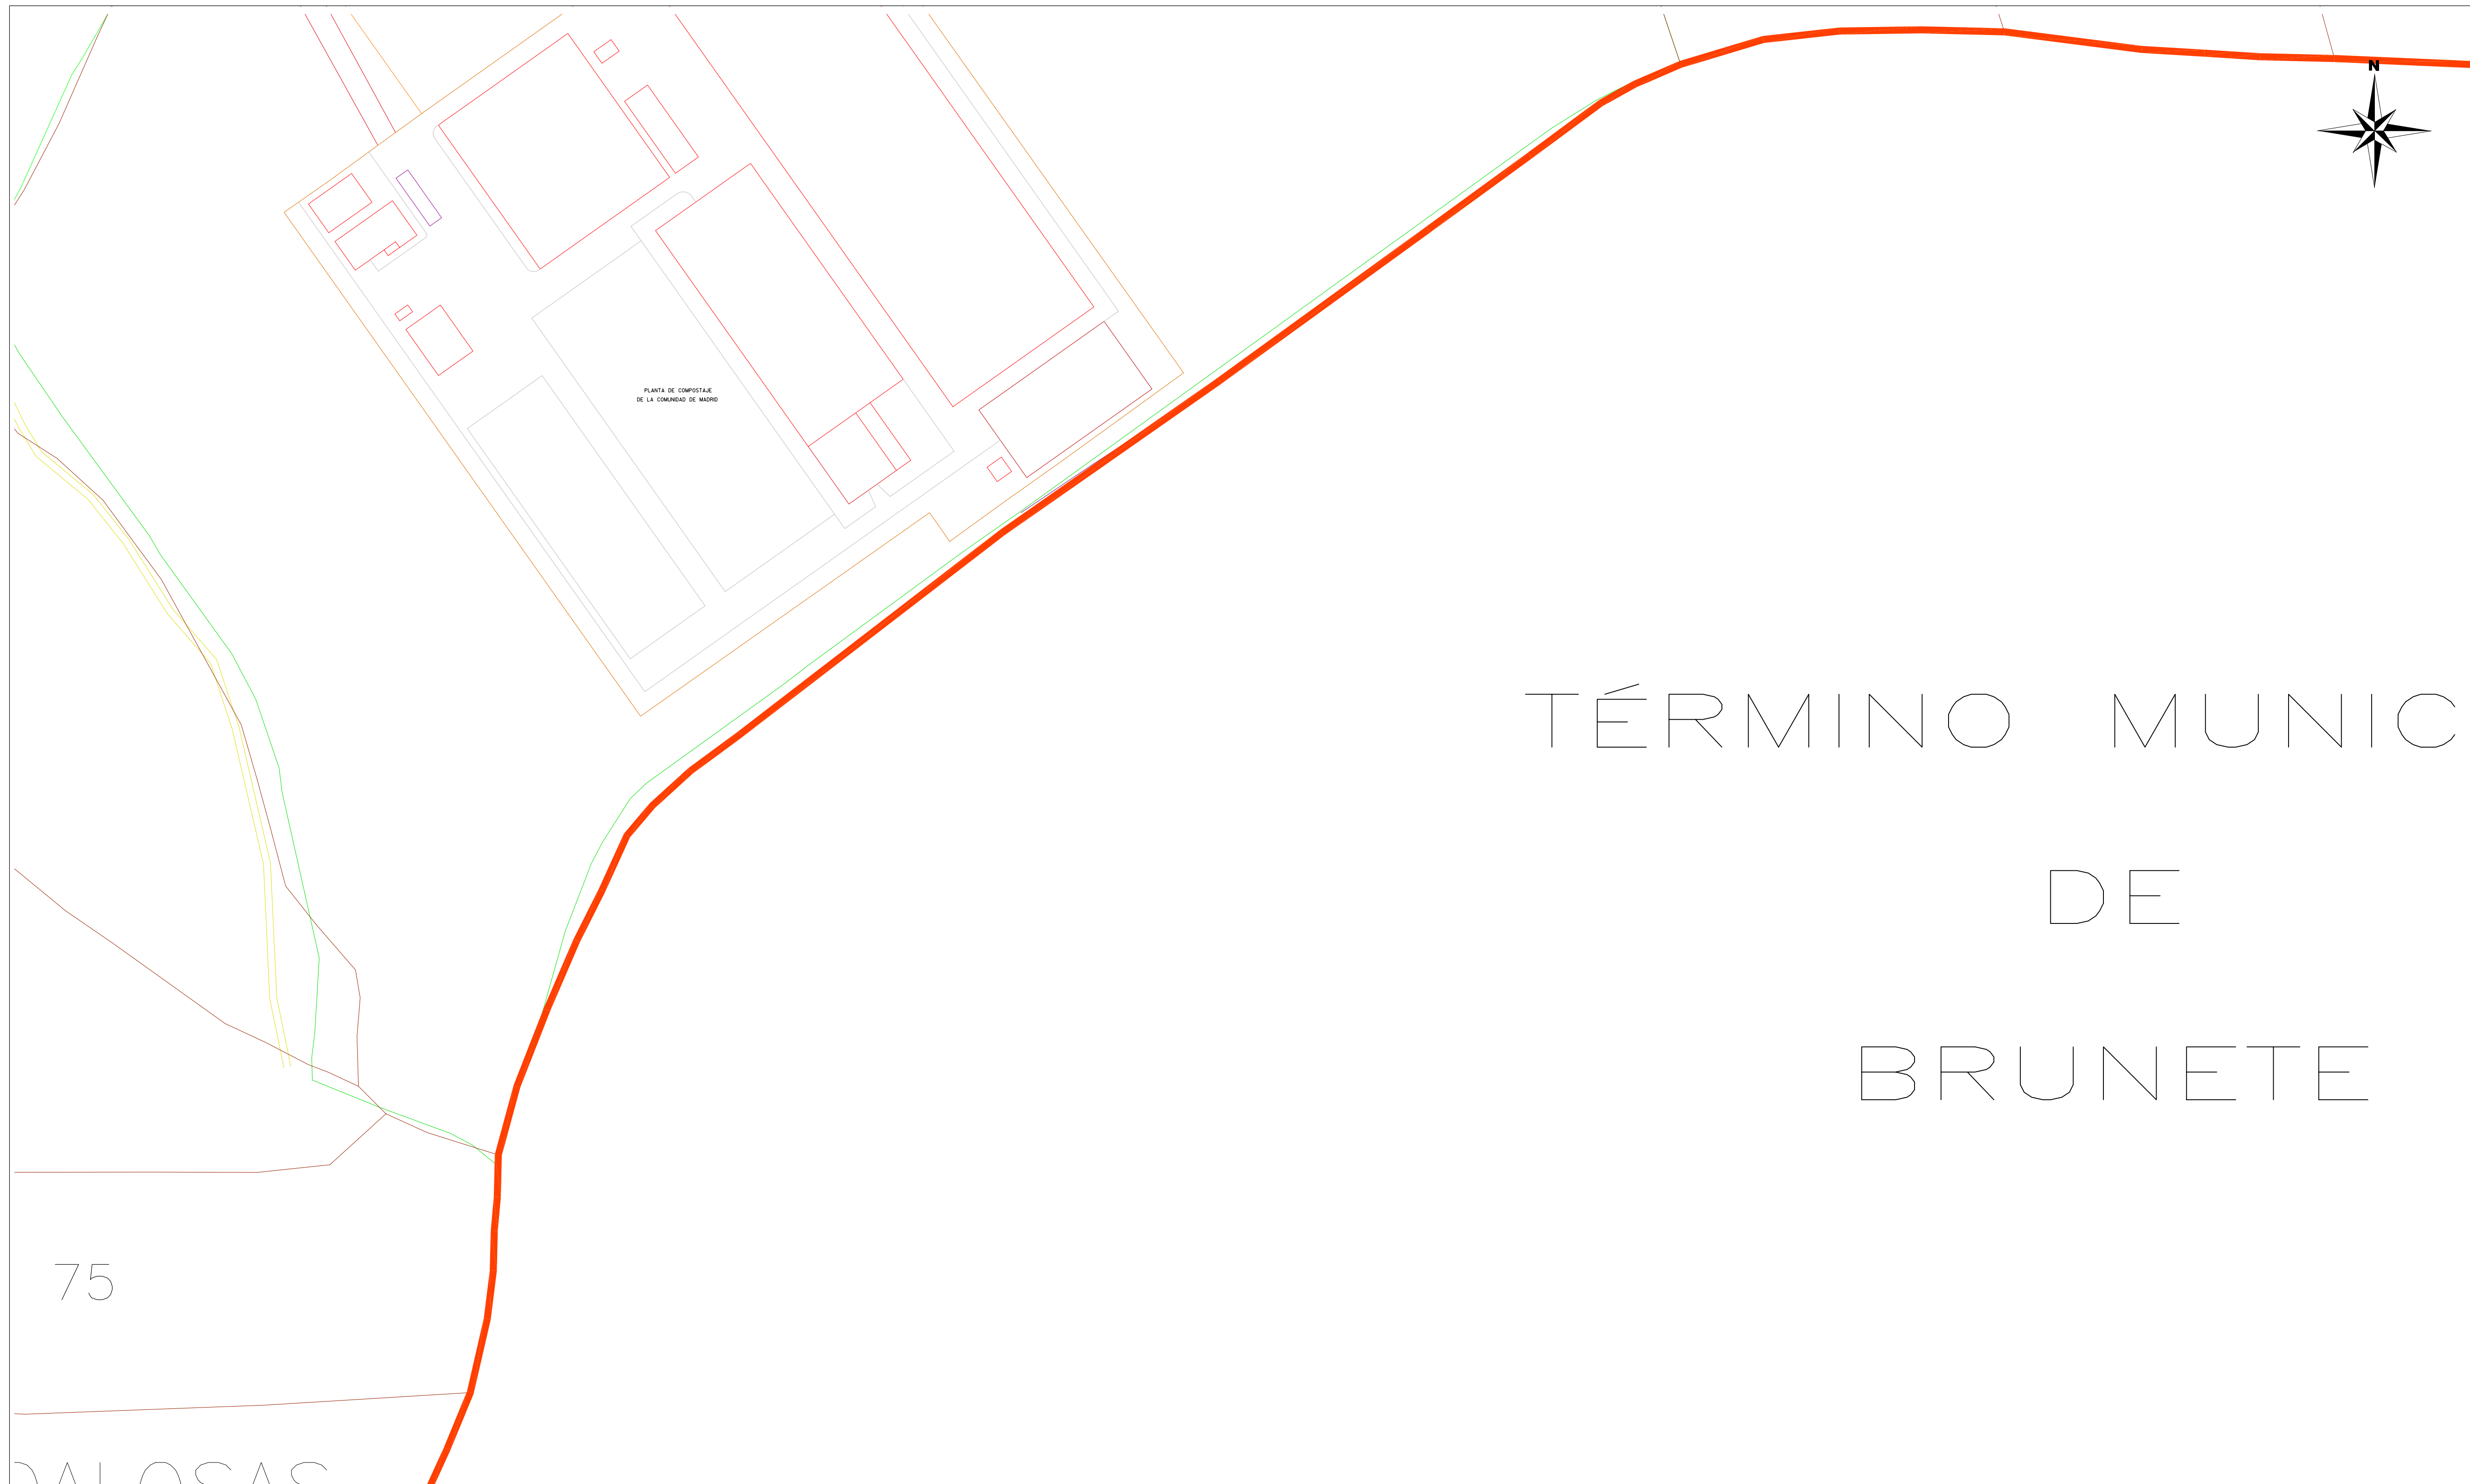 N
PLANTA DE COMPOSTAJE
DE LA COMUNIDAD DE MADRID
TÉRMINO MUNIC
DE
BRUNETE
75